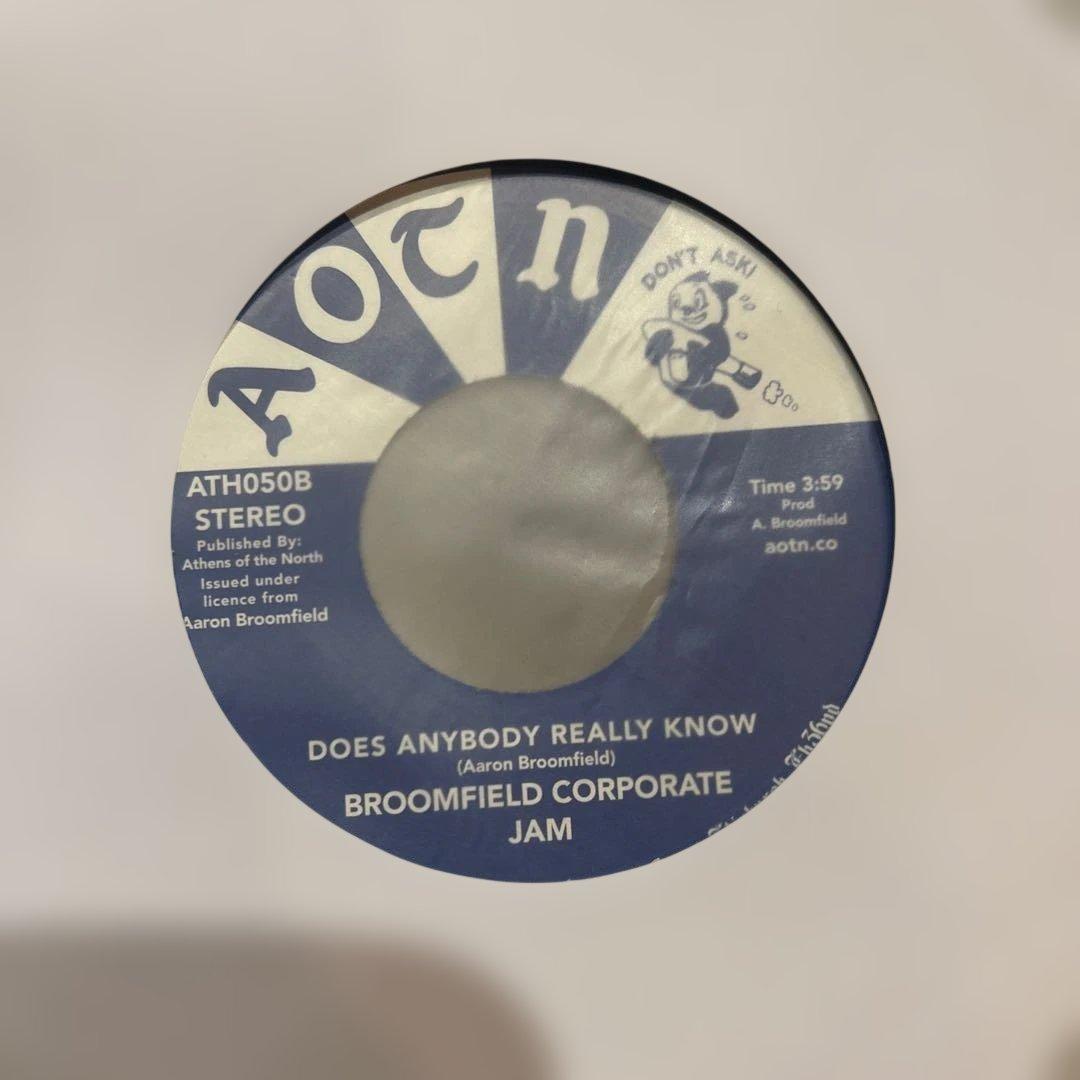 AOTN
DON'T ASK!
ATH050B
STEREO
Published By:
Athens of the North
Issued under
licence from
Aaron Broomfield
Time 3:59
Prod
A. Broomfield
aotn.co
DOES ANYBODY REALLY KNOW
(Aaron Broomfield)
BROOMFIELD CORPORATE
JAM